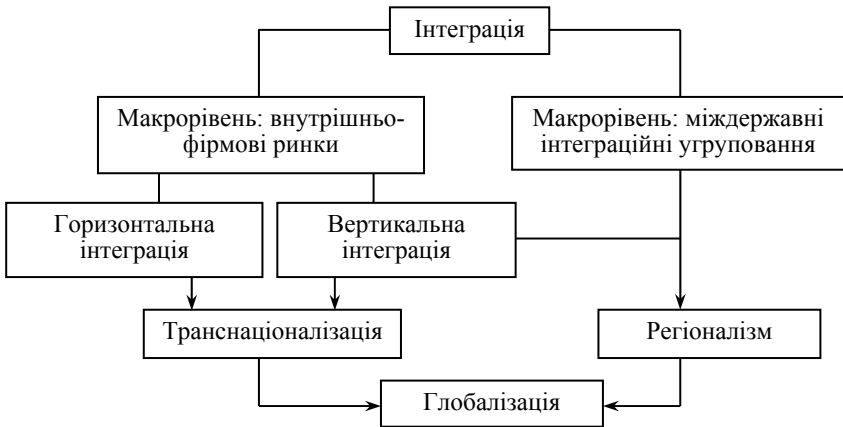 Інтеграція
Макрорівень: внутрішньо-
фірмові ринки
Макрорівень: міждержавні
інтеграційні угруповання
Горизонтальна
інтеграція
Вертикальна
інтеграція
Транснаціоналізація
Регіоналізм
Глобалізація